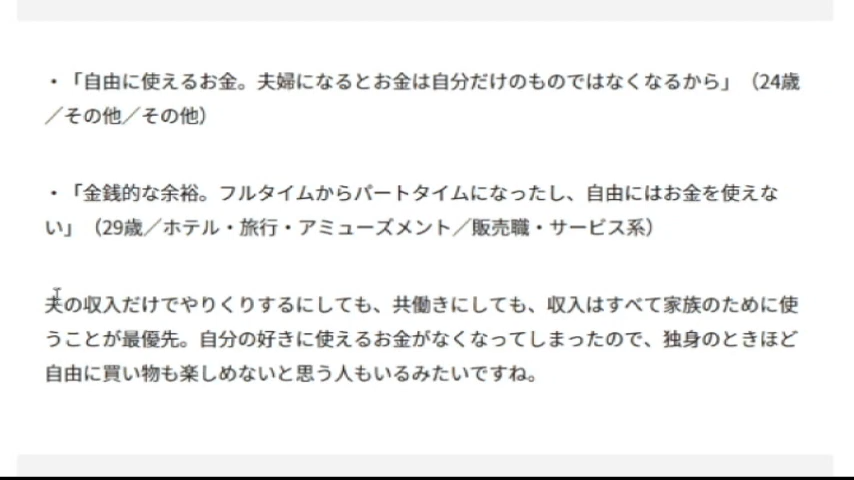 ・「自由に使えるお金。夫婦になるとお金は自分だけのものではなくなるから」（24歳
／その他／その他）
・「金銭的な余裕。フルタイムからパートタイムになったし、自由にはお金を使えな
い」（29歳／ホテル・旅行・アミューズメント／販売職・サービス系）
夫の収入だけでやりくりするにしても、共働きにしても、収入はすべて家族のために使
うことが最優先。自分の好きに使えるお金がなくなってしまったので、独身のときほど
自由に買い物も楽しめないと思う人もいるみたいですね。